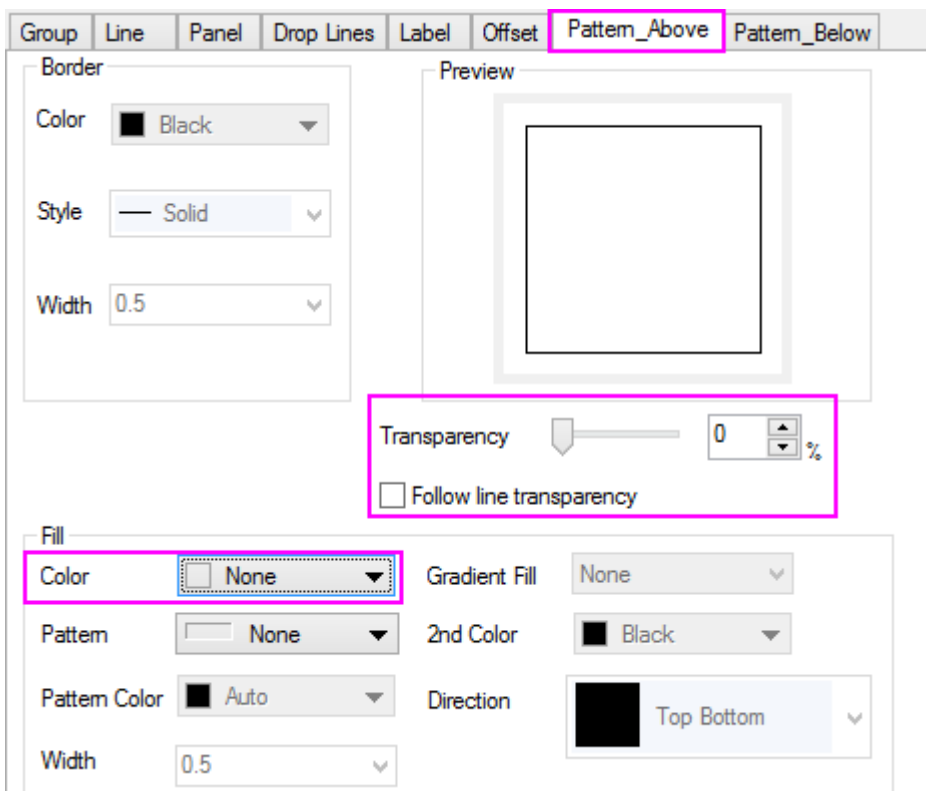 Group Line Panel Drop Lines Label Offset Pattern_Above Pattern_Below
Border
Color Black
Style Solid
Width 0.5
Preview
Transparency 0 %
Follow line transparency
Fill
Color None Gradient Fill None
Pattern None 2nd Color Black
Pattern Color Auto Direction Top Bottom
Width 0.5